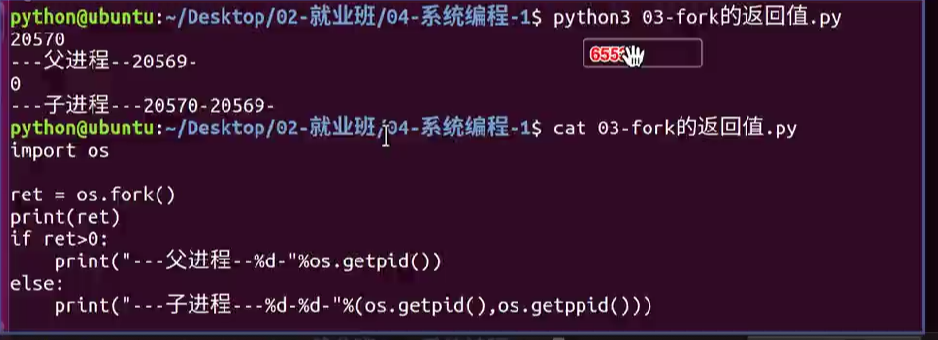 python@ubuntu:~/Desktop/02-就业班/04-系统编程-1$ python3 03-fork的返回值.py
20570
---父进程--20569-
0
---子进程---20570-20569-
python@ubuntu:~/Desktop/02-就业班/04-系统编程-1$ cat 03-fork的返回值.py
import os
ret = os.fork()
print(ret)
if ret>0:
    print("---父进程--%d-"%os.getpid())
else:
    print("---子进程---%d-%d-"%(os.getpid(),os.getppid()))